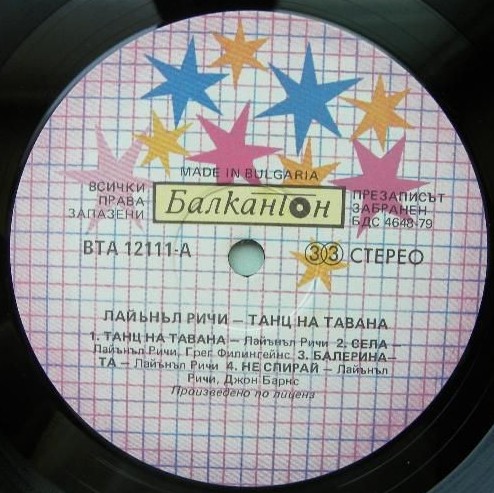 MADE IN BULGARIA
ВСИЧКИ
ПРАВА
ЗАПАЗЕНИ
Балкантон
ПРЕЗАПИСЪТ
ЗАБРАНЕН
БДС 4648-79
ВТА 12111-А
33 СТЕРЕО
ЛАЙЪНЪЛ РИЧИ – ТАНЦ НА ТАВАНА
1. ТАНЦ НА ТАВАНА – Лайънъл Ричи 2. СЕЛА –
Лайънъл Ричи, Грег Филингейнс 3. БАЛЕРИНА–
ТА – Лайънъл Ричи 4. НЕ СПИРАЙ – Лайънъл
Ричи, Джон Барнс
Произведено по лиценз